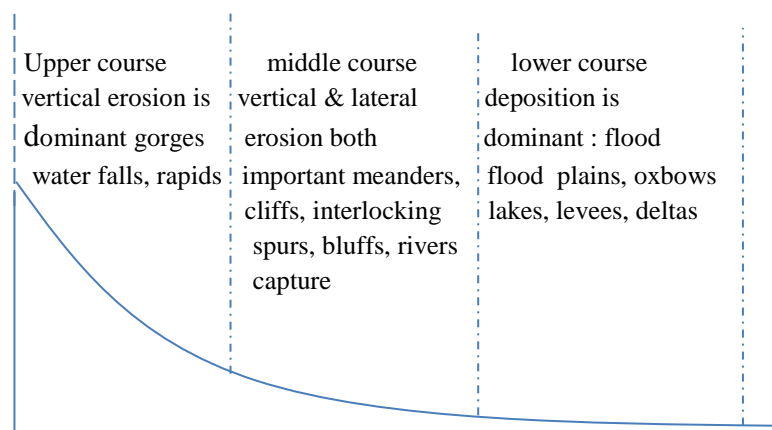 Upper course
vertical erosion is
dominant gorges
water falls, rapids
middle course
vertical & lateral
erosion both
important meanders,
cliffs, interlocking
spurs, bluffs, rivers
capture
lower course
deposition is
dominant : flood
flood plains, oxbows
lakes, levees, deltas